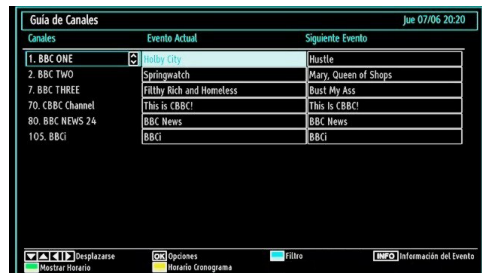 Guía de Canales Jue 07/06 20:20
Canales Evento Actual Siguiente Evento
1. BBC ONE Holby City Hustle
2. BBC TWO Springwatch Mary, Queen of Shops
7. BBC THREE Filthy Rich and Homeless Bust My Ass
70. CBBC Channel This is CBBC! This Is CBBC!
80. BBC NEWS 24 BBC News BBC News
105. BBCi BBCi BBCi
Desplazarse OK Opciones Filtro INFO Información del Evento
Mostrar Horario Horario Cronograma